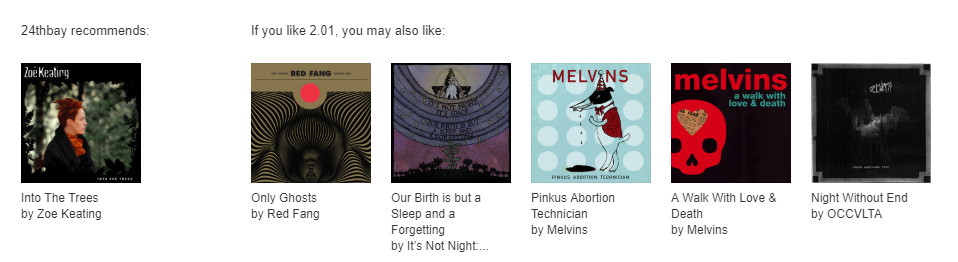 24thbay recommends:
If you like 2.01, you may also like:
Zoë Keating
INTO THE TREES
Into The Trees
by Zoe Keating
RED FANG
Only Ghosts
by Red Fang
Our Birth is but a
Sleep and a
Forgetting
by It's Not Night:...
MELVINS
PINKUS ABORTION TECHNICIAN
Pinkus Abortion
Technician
by Melvins
melvins
a walk with
love & death
A Walk With Love &
Death
by Melvins
Night Without End
by OCCVLTA